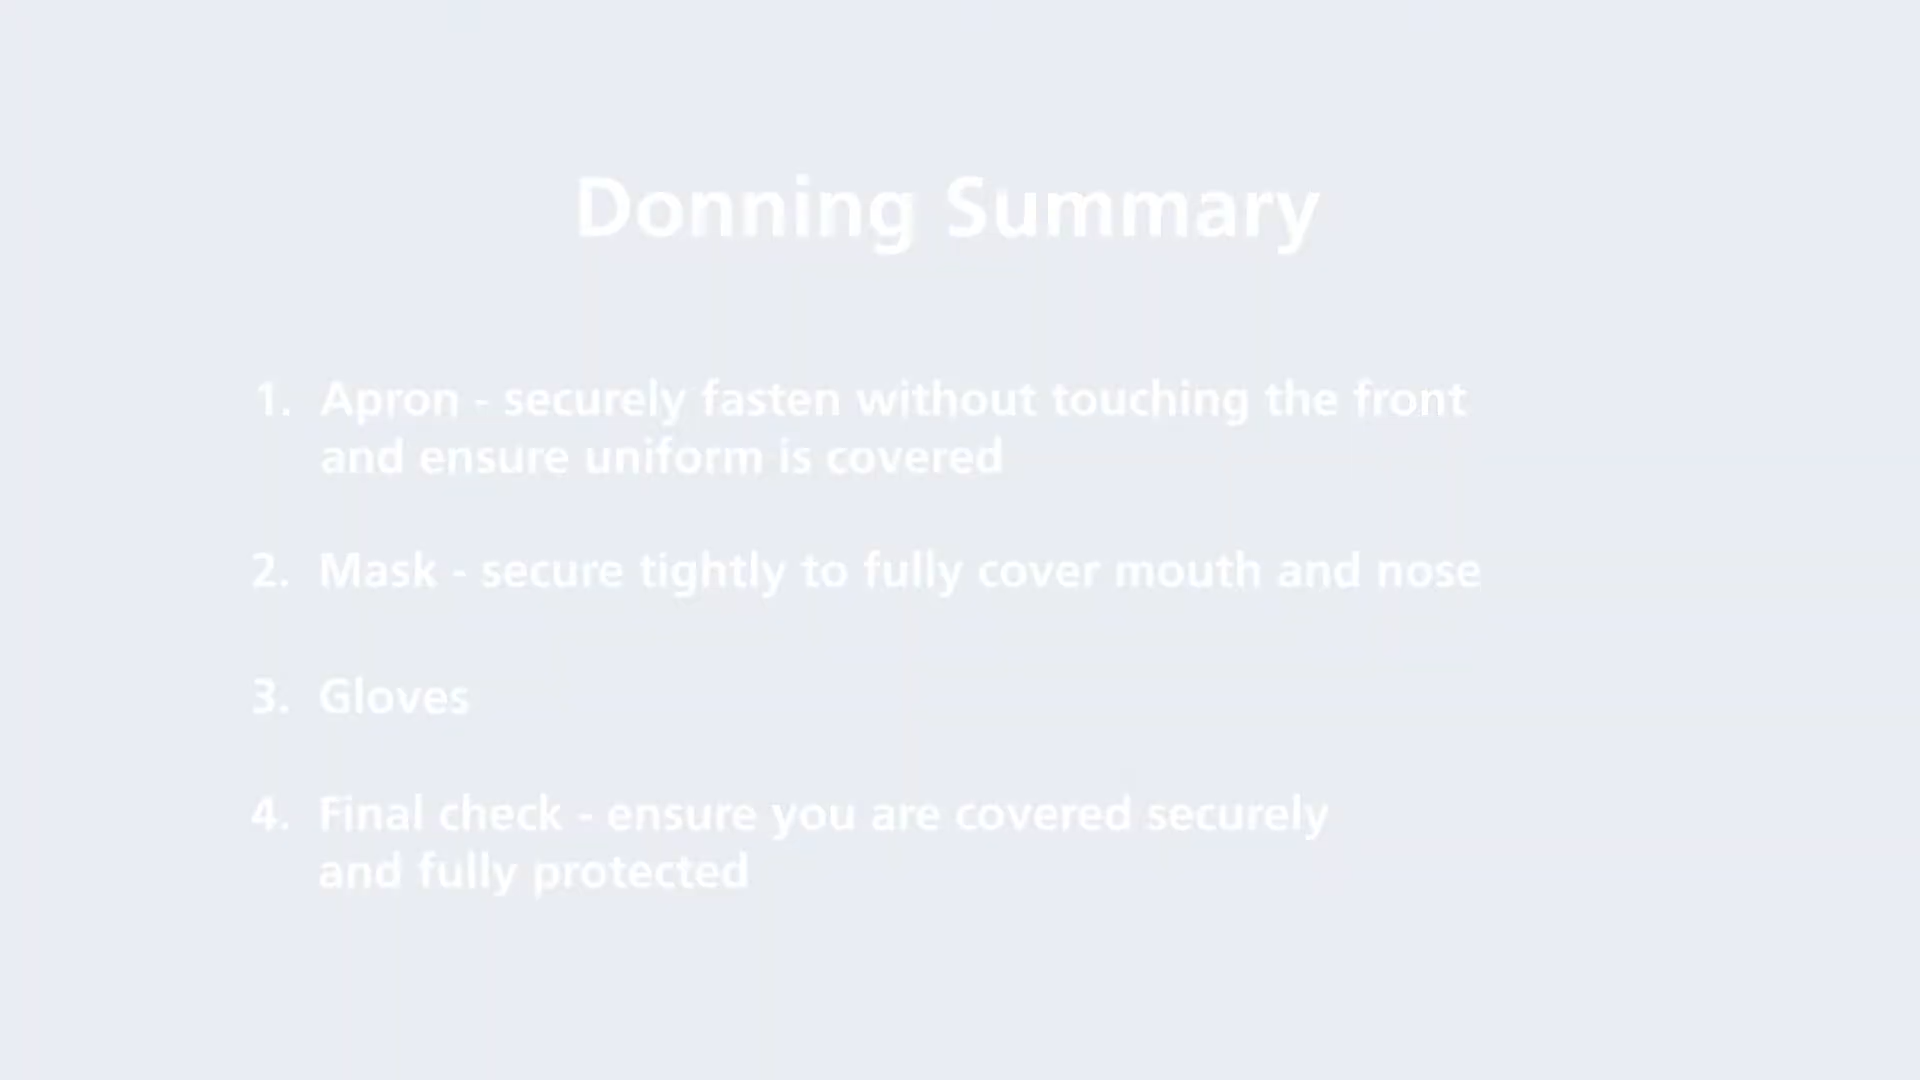 Donning Summary
1. Apron - securely fasten without touching the front
and ensure uniform is covered
2. Mask - secure tightly to fully cover mouth and nose
3. Gloves
4. Final check - ensure you are covered securely
and fully protected